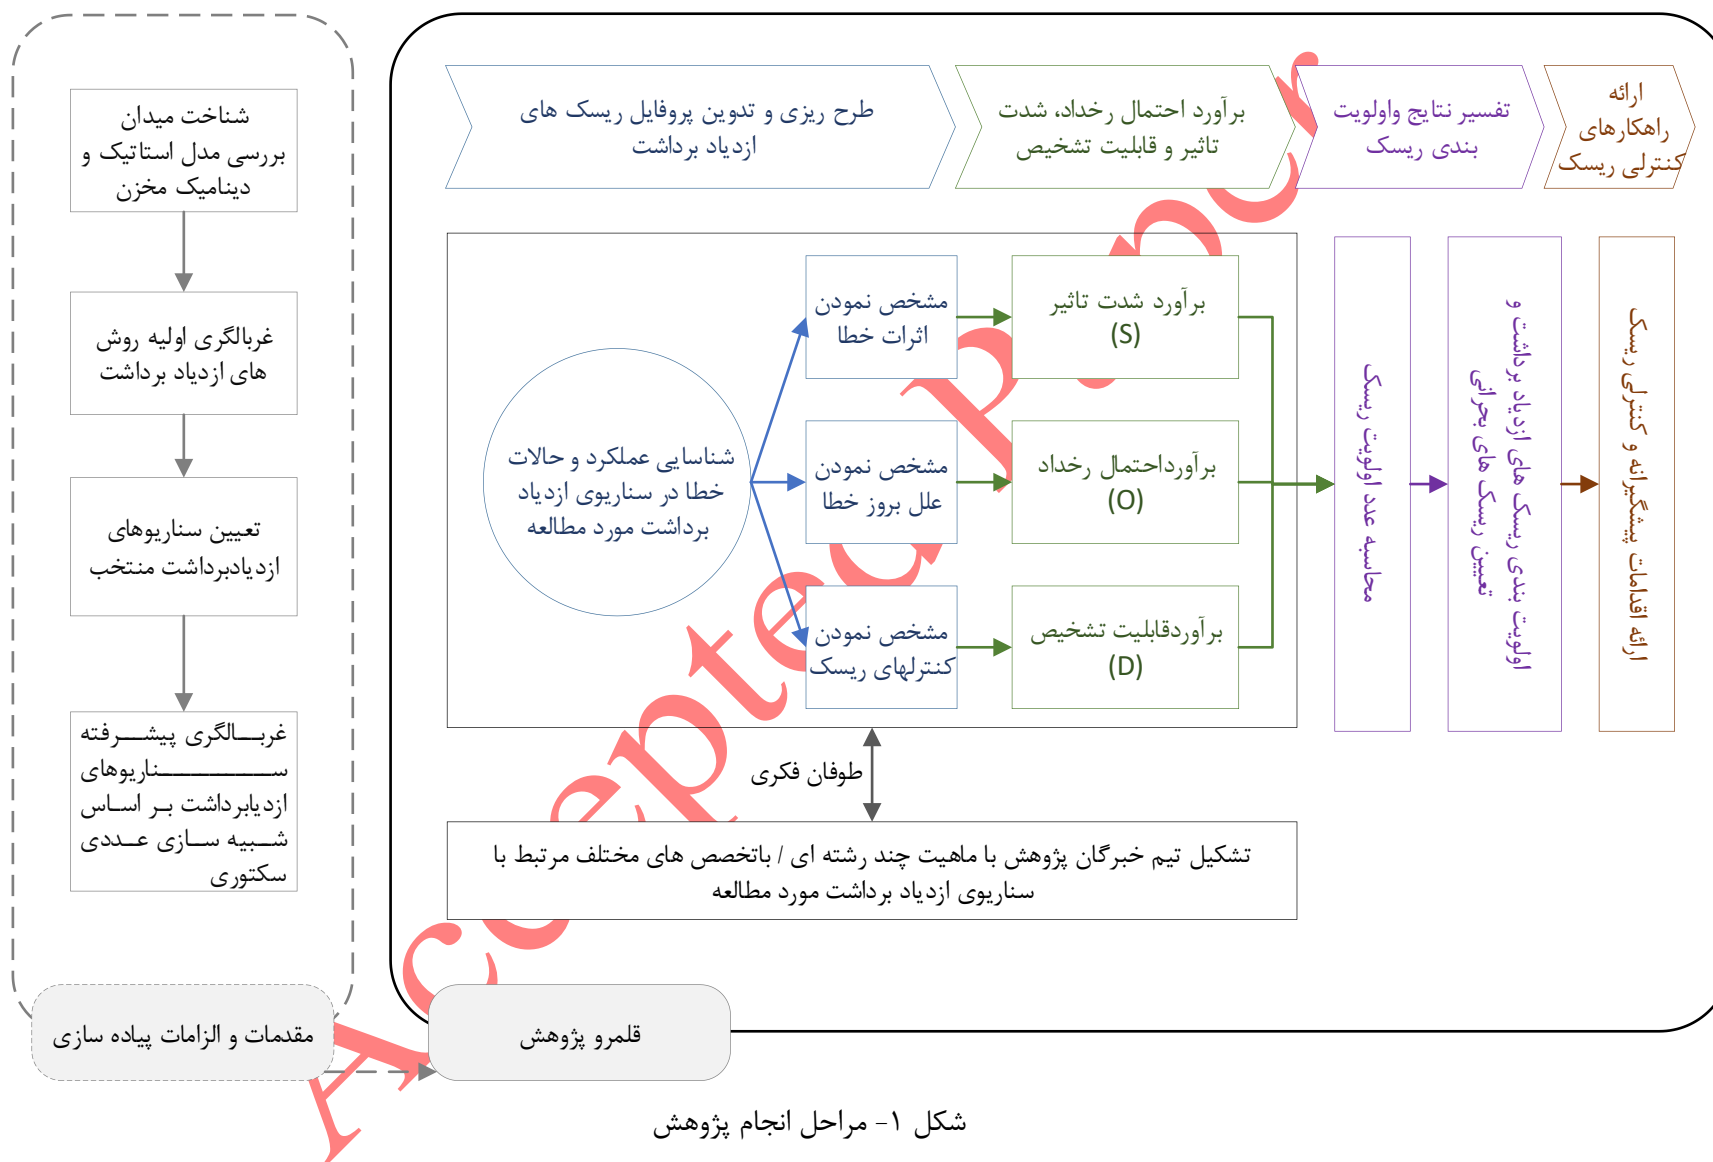 شناخت میدان
بررسی مدل استاتیک و
دینامیک مخزن
غربالگری اولیه روش
های ازدیاد برداشت
تعیین سناریوهای
ازدیادبرداشت منتخب
غربالگری پیشرفته
سناریوهای
ازدیابرداشت بر اساس
شبیه سازی عددی
سکتوری
مقدمات و الزامات پیاده سازی
طرح ریزی و تدوین پروفایل ریسک های
ازدیاد برداشت
برآورد احتمال رخداد، شدت
تاثیر و قابلیت تشخیص
تفسیر نتایج واولویت
بندی ریسک
ارائه
راهکارهای
کنترلی ریسک
شناسایی عملکرد و حالات
خطا در سناریوی ازدیاد
برداشت مورد مطالعه
مشخص نمودن
اثرات خطا
مشخص نمودن
علل بروز خطا
مشخص نمودن
کنترلهای ریسک
برآورد شدت تاثیر
(S)
برآورداحتمال رخداد
(O)
برآوردقابلیت تشخیص
(D)
محاسبه عدد اولویت ریسک
اولویت بندی ریسک های ازدیاد برداشت و
تعیین ریسک های بحرانی
ارائه اقدامات پیشگیرانه و کنترلی ریسک
طوفان فکری
تشکیل تیم خبرگان پژوهش با ماهیت چند رشته ای / باتخصص های مختلف مرتبط با
سناریوی ازدیاد برداشت مورد مطالعه
قلمرو پژوهش
شکل ۱- مراحل انجام پژوهش
Accepted Paper